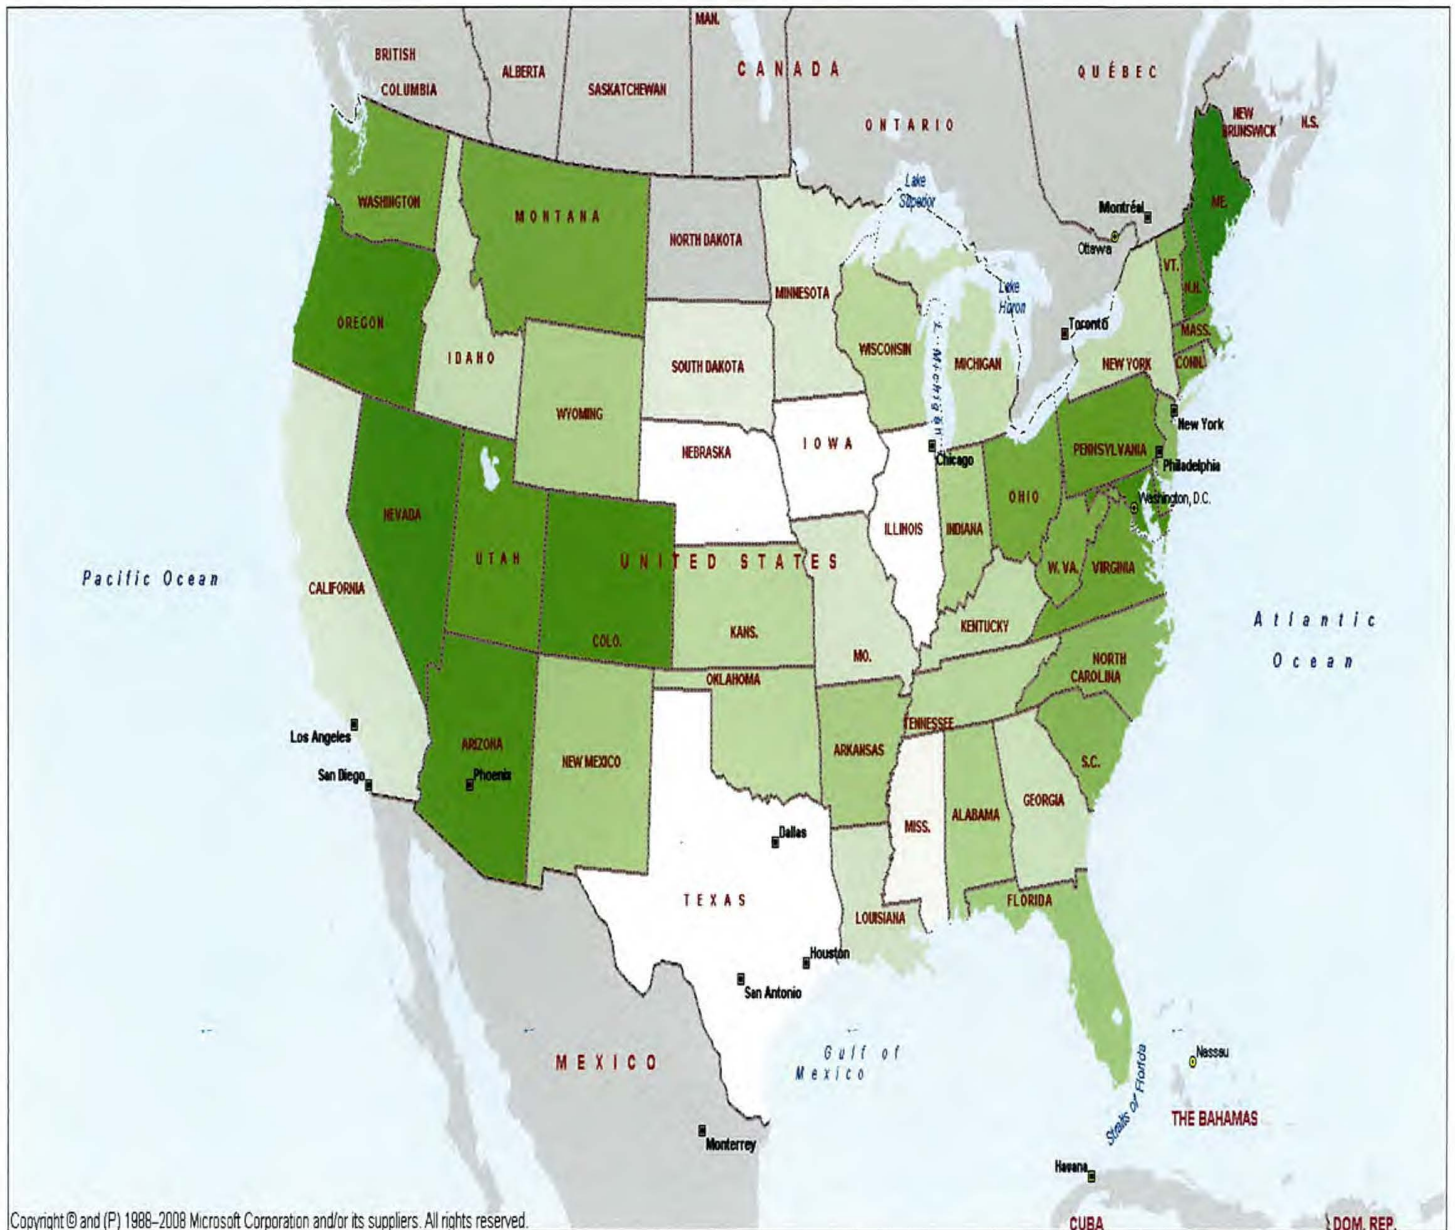 MAN.
BRITISH
COLUMBIA
ALBERTA
SASKATCHEWAN
CANADA
ONTARIO
QUÉBEC
NEW
BRUNSWICK
N.S.
Lake
Superior
Montréal
Ottawa
ME.
WASHINGTON
MONTANA
NORTH DAKOTA
MINNESOTA
VT.
N.H.
Lake
Huron
Toronto
MASS.
OREGON
IDAHO
SOUTH DAKOTA
WISCONSIN
L. Michigan
MICHIGAN
NEW YORK
CONN.
WYOMING
New York
NEBRASKA
IOWA
Chicago
PENNSYLVANIA
Philadelphia
NEVADA
UTAH
ILLINOIS
INDIANA
OHIO
Washington, D.C.
UNITED STATES
W. VA.
VIRGINIA
Pacific Ocean
CALIFORNIA
COLO.
KANS.
MO.
KENTUCKY
Atlantic
Ocean
OKLAHOMA
NORTH
CAROLINA
TENNESSEE
Los Angeles
San Diego
ARIZONA
Phoenix
NEW MEXICO
ARKANSAS
S.C.
Dallas
MISS.
ALABAMA
GEORGIA
TEXAS
LOUISIANA
FLORIDA
Houston
San Antonio
MEXICO
Gulf of
Mexico
Straits of Florida
Nassau
THE BAHAMAS
Monterrey
Havana
CUBA
DOM. REP.
Copyright © and (P) 1988–2008 Microsoft Corporation and/or its suppliers. All rights reserved.